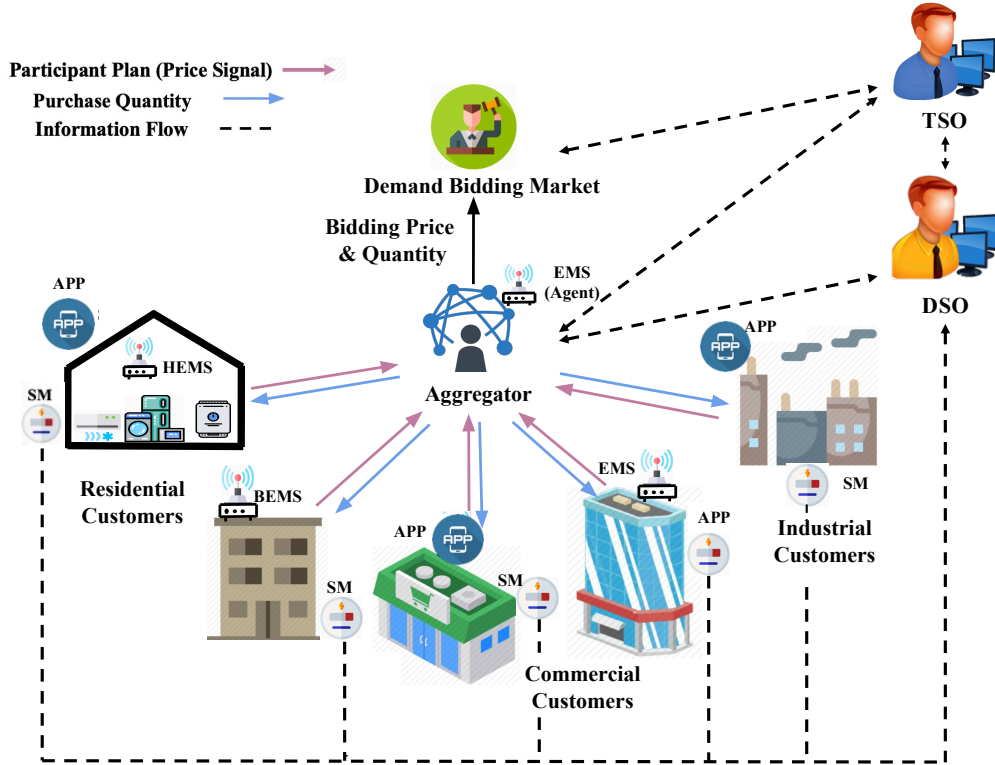 Participant Plan (Price Signal)
Purchase Quantity
Information Flow
TSO
Demand Bidding Market
Bidding Price
& Quantity
EMS
(Agent)
DSO
APP
APP
HEMS
APP
APP
SM
Aggregator
Residential
Customers
BEMS
EMS
SM
Industrial
Customers
APP
APP
APP
SM
SM
Commercial
Customers